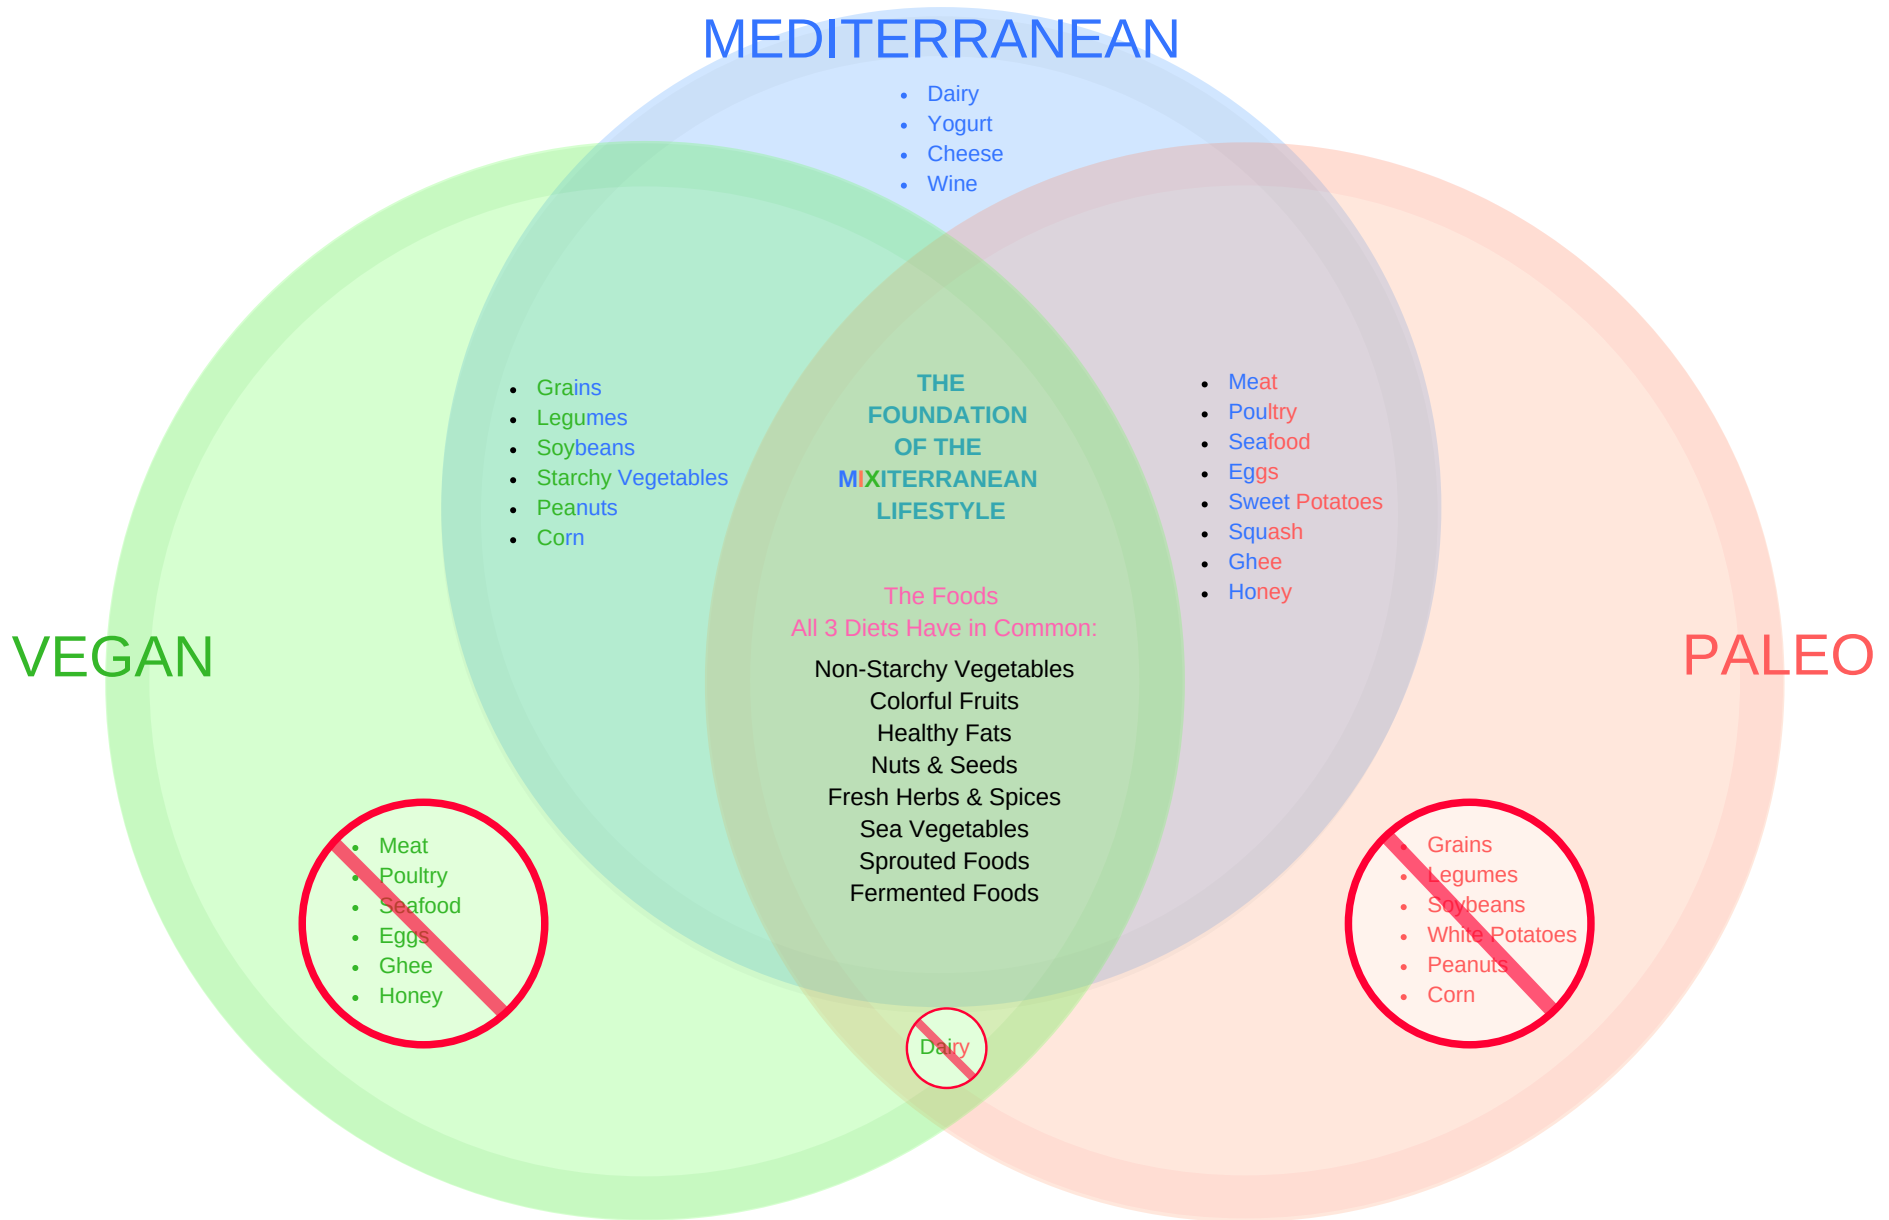 MEDITERRANEAN
• Dairy
• Yogurt
• Cheese
• Wine
• Grains
• Legumes
• Soybeans
• Starchy Vegetables
• Peanuts
• Corn
THE
FOUNDATION
OF THE
MIXITERRANEAN
LIFESTYLE
• Meat
• Poultry
• Seafood
• Eggs
• Sweet Potatoes
• Squash
• Ghee
• Honey
The Foods
All 3 Diets Have in Common:
Non-Starchy Vegetables
Colorful Fruits
Healthy Fats
Nuts & Seeds
Fresh Herbs & Spices
Sea Vegetables
Sprouted Foods
Fermented Foods
VEGAN
PALEO
• Meat
• Poultry
• Seafood
• Eggs
• Ghee
• Honey
• Grains
• Legumes
• Soybeans
• White Potatoes
• Peanuts
• Corn
Dairy